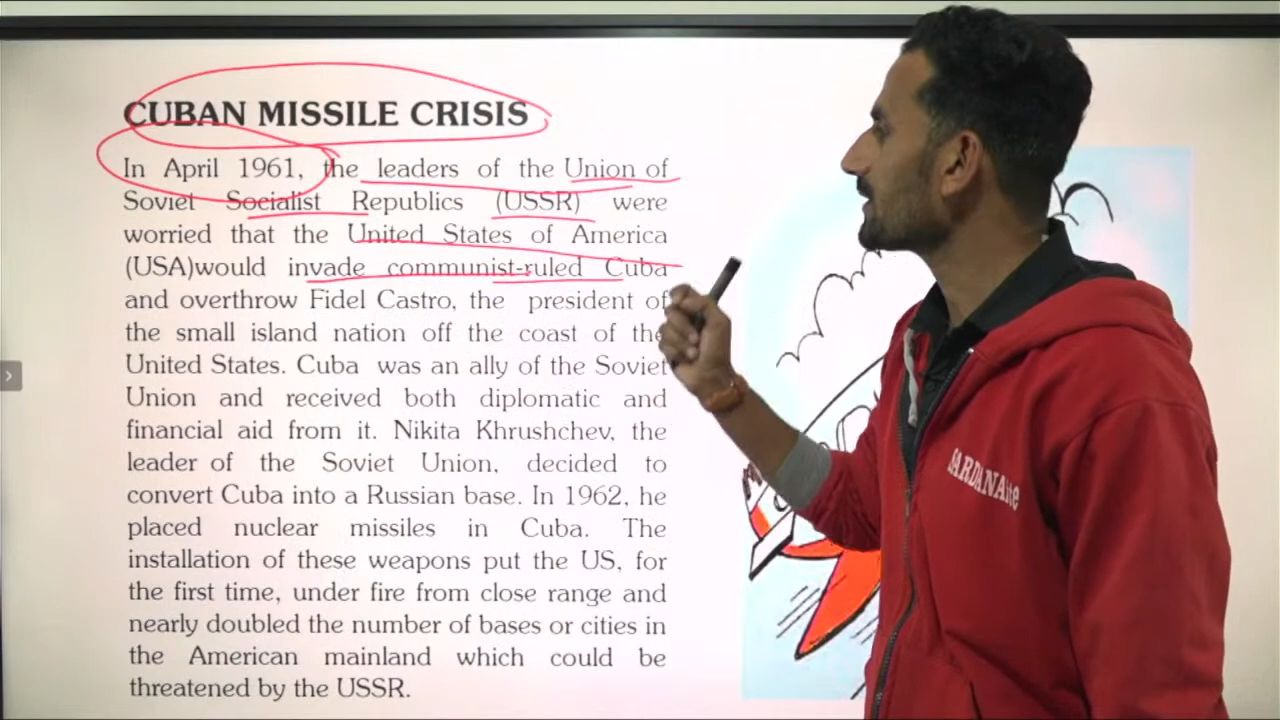 CUBAN MISSILE CRISIS
In April 1961, the leaders of the Union of
Soviet Socialist Republics (USSR) were
worried that the United States of America
(USA)would invade communist-ruled Cuba
and overthrow Fidel Castro, the president of
the small island nation off the coast of the
United States. Cuba was an ally of the Soviet
Union and received both diplomatic and
financial aid from it. Nikita Khrushchev, the
leader of the Soviet Union, decided to
convert Cuba into a Russian base. In 1962, he
placed nuclear missiles in Cuba. The
installation of these weapons put the US, for
the first time, under fire from close range and
nearly doubled the number of bases or cities in
the American mainland which could be
threatened by the USSR.
SARDANAite